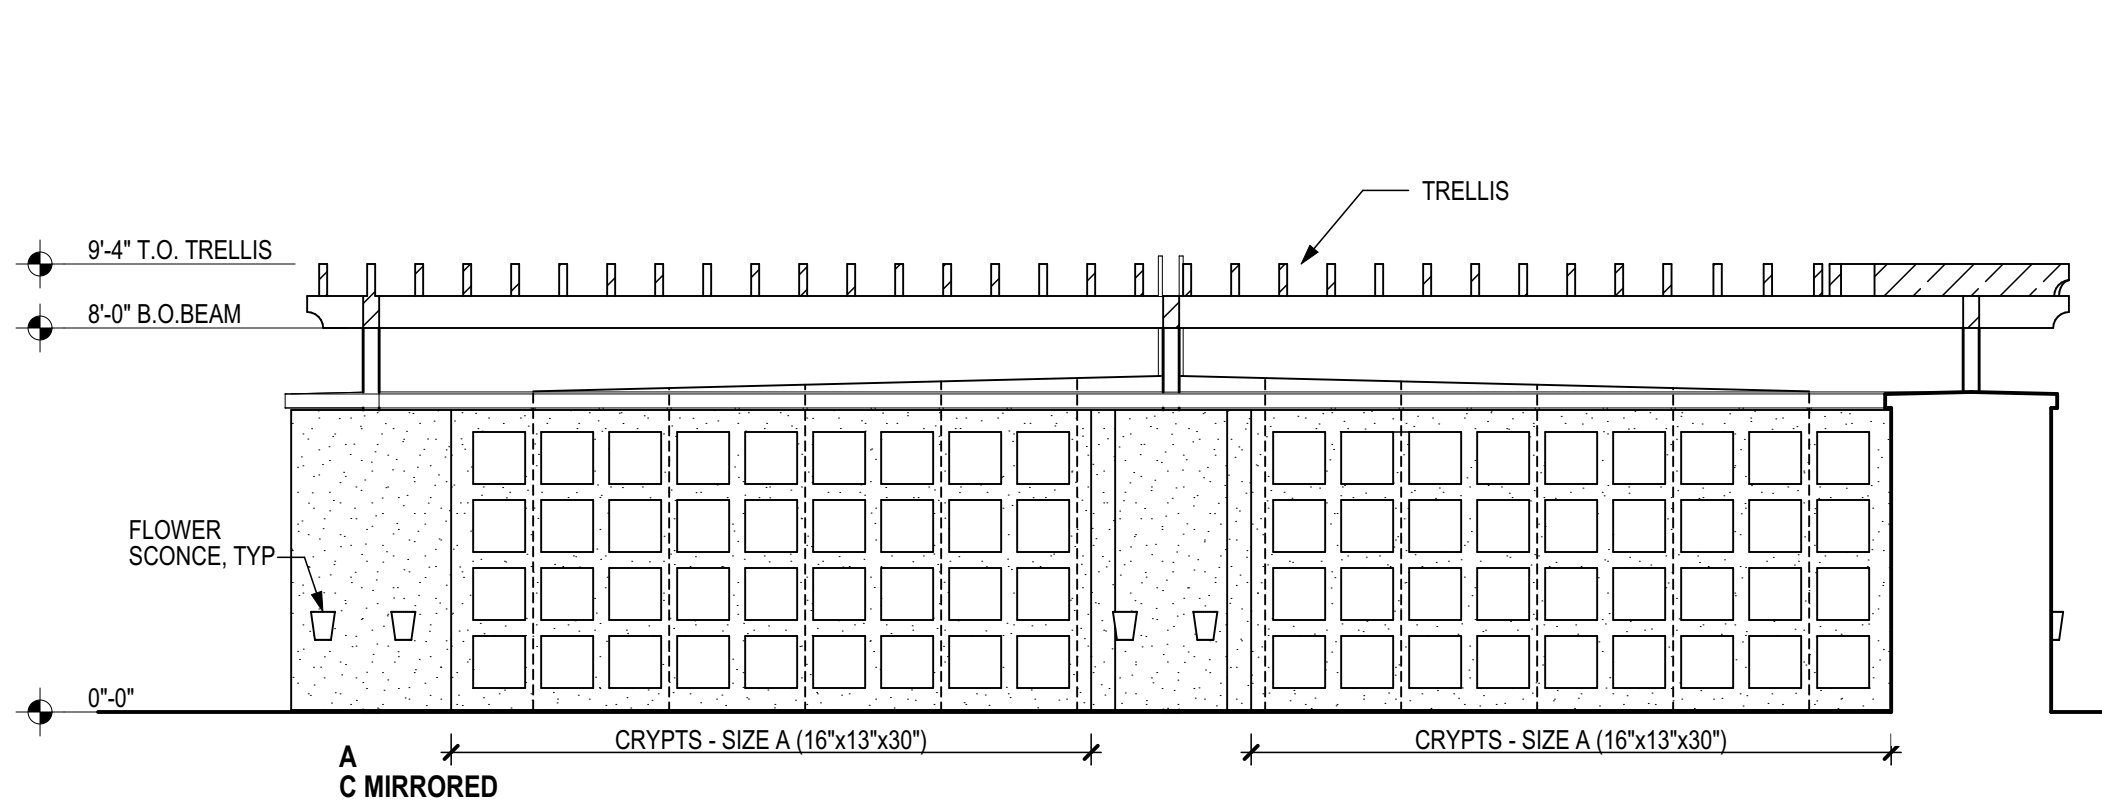 TRELLIS
9'-4" T.O. TRELLIS
8'-0" B.O.BEAM
FLOWER
SCONCE, TYP
0"-0"
CRYPTS - SIZE A (16"x13"x30")
CRYPTS - SIZE A (16"x13"x30")
A
C MIRRORED